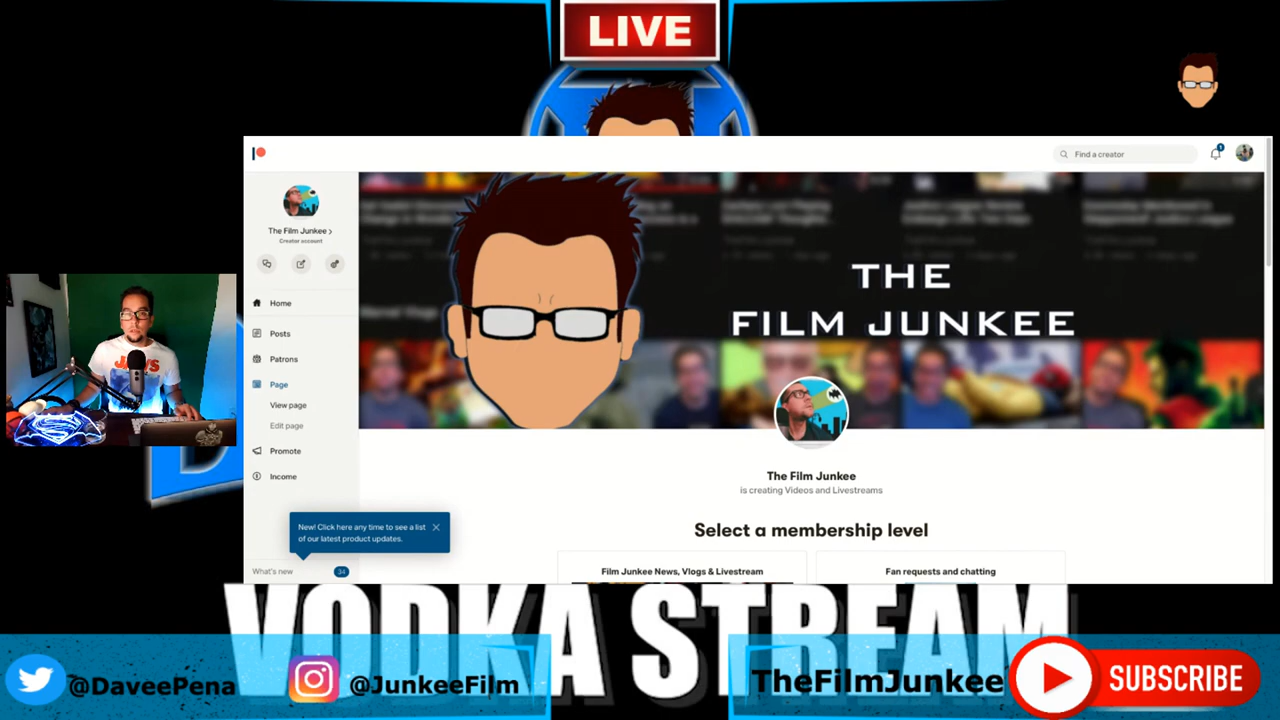 LIVE
Find a creator
1
The Film Junkee
Creator account
Home
Posts
Patrons
Page
View page
Edit page
Promote
Income
New! Click here any time to see a list
of our latest product updates.
What's new
34
THE
FILM JUNKEE
The Film Junkee
is creating Videos and Livestreams
Select a membership level
Film Junkee News, Vlogs & Livestream
Fan requests and chatting
JAWS
VODKA STREAM
@DaveePena
@JunkeeFilm
TheFilmJunkee
SUBSCRIBE